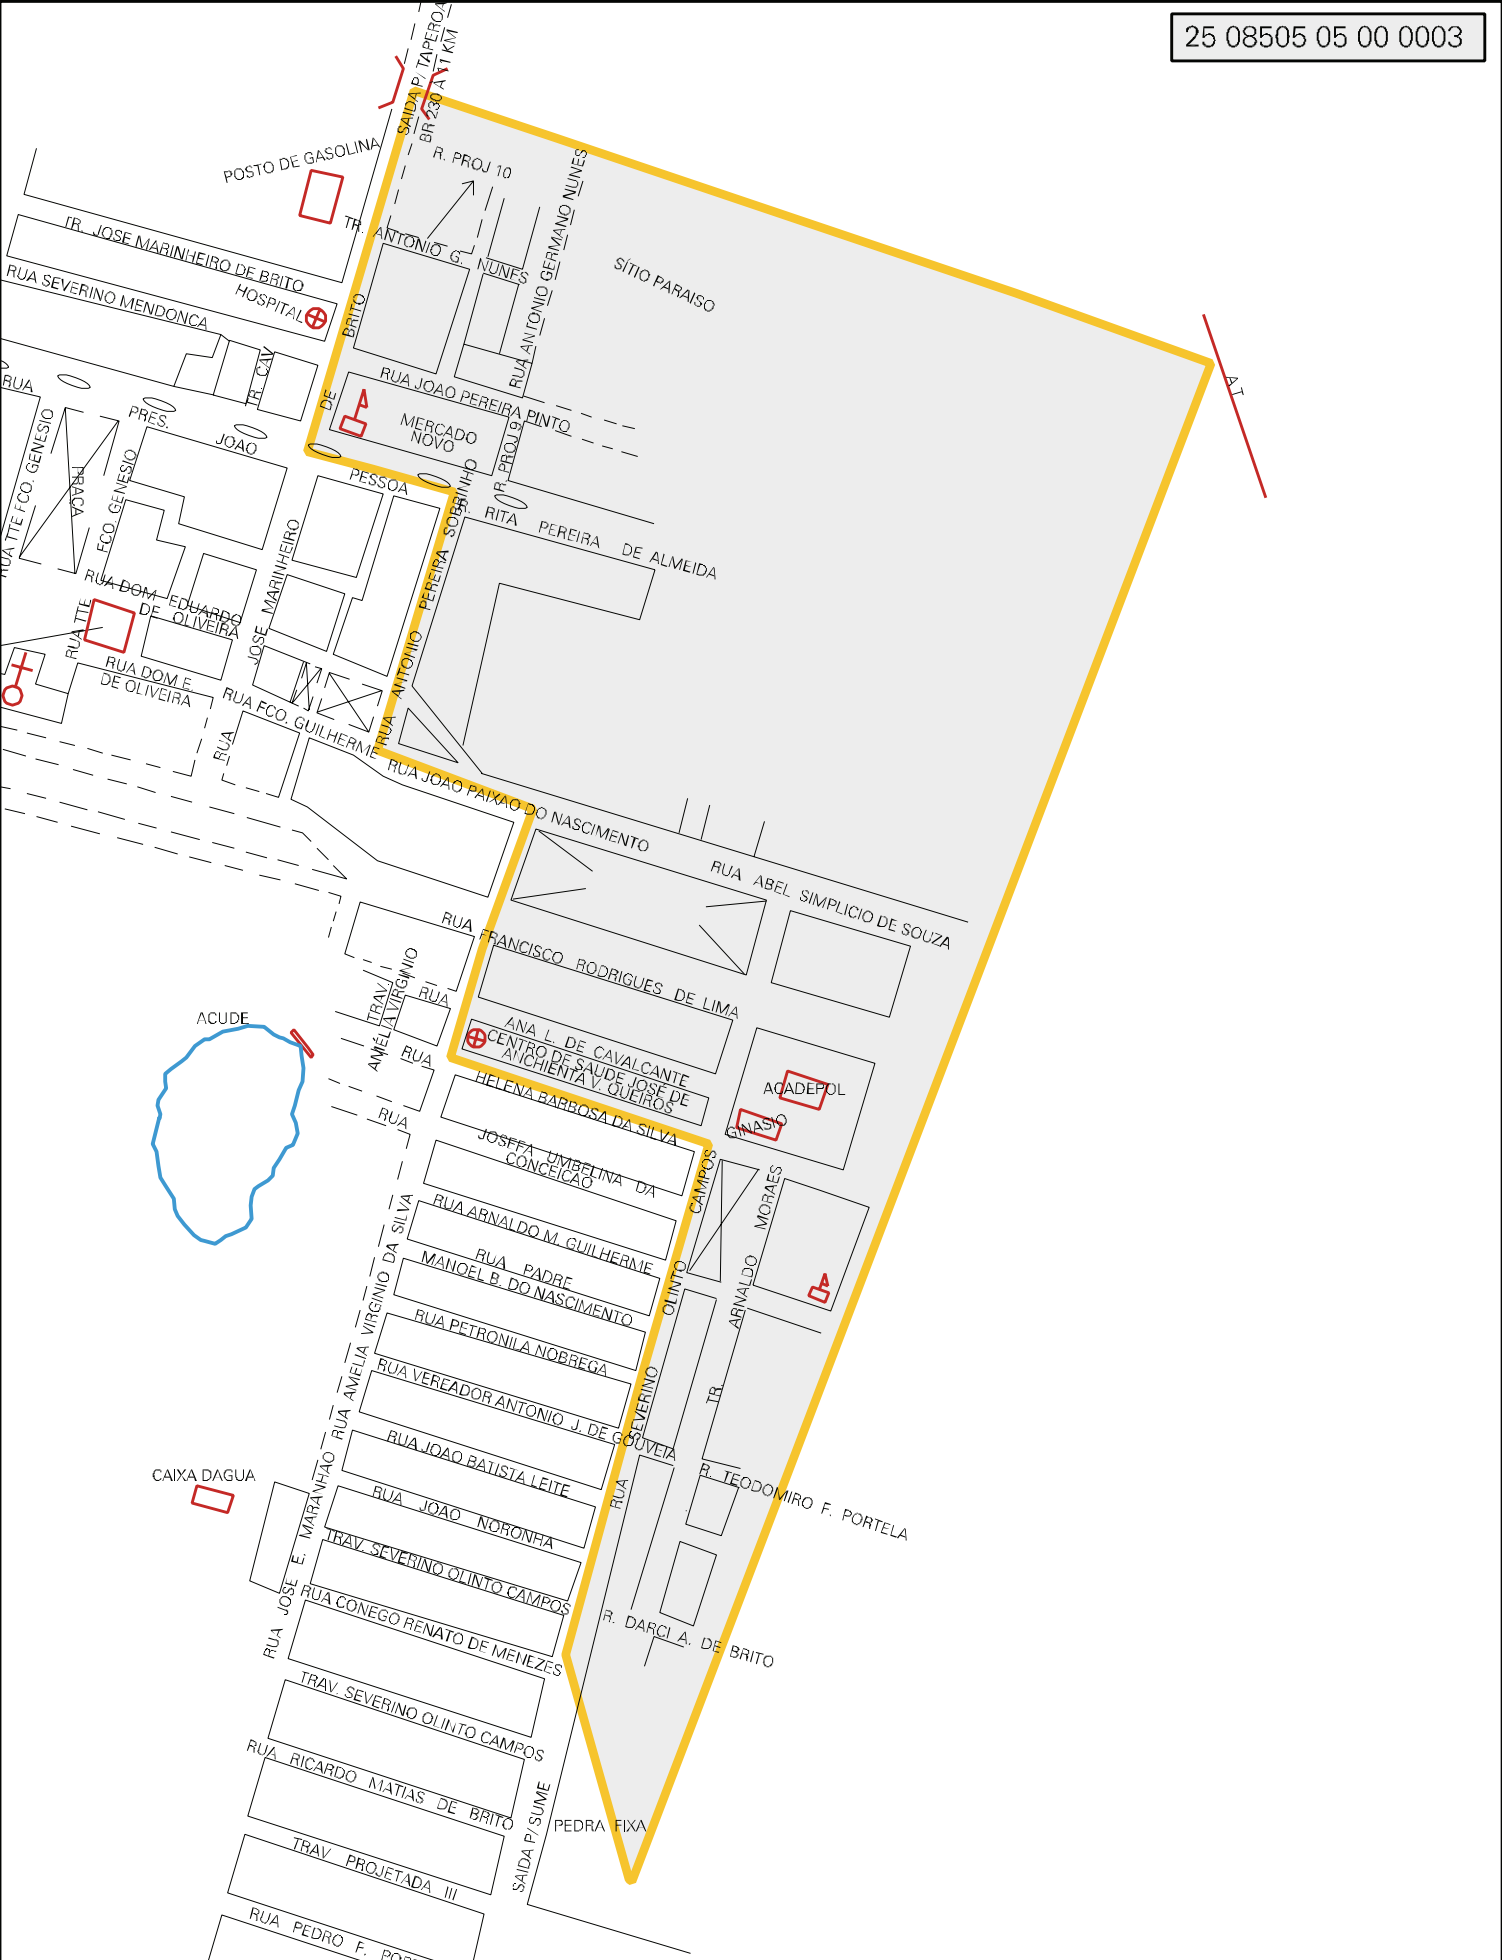 25 08505 05 00 0003
SAIDA P/ TAPEROA
BR 230 A 11 KM
POSTO DE GASOLINA
R. PROJ 10
TR. ANTONIO G. NUNES
RUA ANTONIO GERMANO NUNES
SÍTIO PARAISO
TR. JOSE MARINHEIRO DE BRITO
RUA SEVERINO MENDONCA
HOSPITAL
BRITO
DE
TR. CAV
A.T
RUA
PRES.
JOAO
PESSOA
RUA JOAO PEREIRA PINTO
MERCADO
NOVO
R. PROJ 9
RUA TTE FCO. GENESIO
PRACA
FCO. GENESIO
RUA TTE
JOSE MARINHEIRO
R. RITA PEREIRA DE ALMEIDA
RUA ANTONIO PEREIRA SOBRINHO
RUA DOM EDUARDO
DE OLIVEIRA
RUA DOM E.
DE OLIVEIRA
RUA FCO. GUILHERME
RUA
RUA JOAO PAIXAO DO NASCIMENTO
RUA ABEL SIMPLICIO DE SOUZA
RUA FRANCISCO RODRIGUES DE LIMA
TRAV.
AMÉLIA VIRGINIO
RUA
RUA
RUA
ACUDE
ANA L. DE CAVALCANTE
CENTRO DE SAUDE JOSE DE
ANCHIENTA V. QUEIROS
HELENA BARBOSA DA SILVA
ACADEPOL
GINASIO
JOSEFA UMBELINA DA
CONCEICAO
RUA ARNALDO M. GUILHERME
RUA PADRE
MANOEL B. DO NASCIMENTO
RUA PETRONILA NOBREGA
RUA VEREADOR ANTONIO J. DE GOUVEIA
RUA JOAO BATISTA LEITE
RUA JOAO NORONHA
TRAV. SEVERINO OLINTO CAMPOS
RUA CONEGO RENATO DE MENEZES
TRAV. SEVERINO OLINTO CAMPOS
RUA RICARDO MATIAS DE BRITO
TRAV PROJETADA III
RUA PEDRO F.
RUA AMELIA VIRGINIO DA SILVA
RUA JOSE E. MARANHAO
CAIXA DAGUA
RUA SEVERINO OLINTO CAMPOS
TR. ARNALDO MORAES
R. TEODOMIRO F. PORTELA
R. DARCI A. DE BRITO
SAIDA P/ SUME
PEDRA FIXA